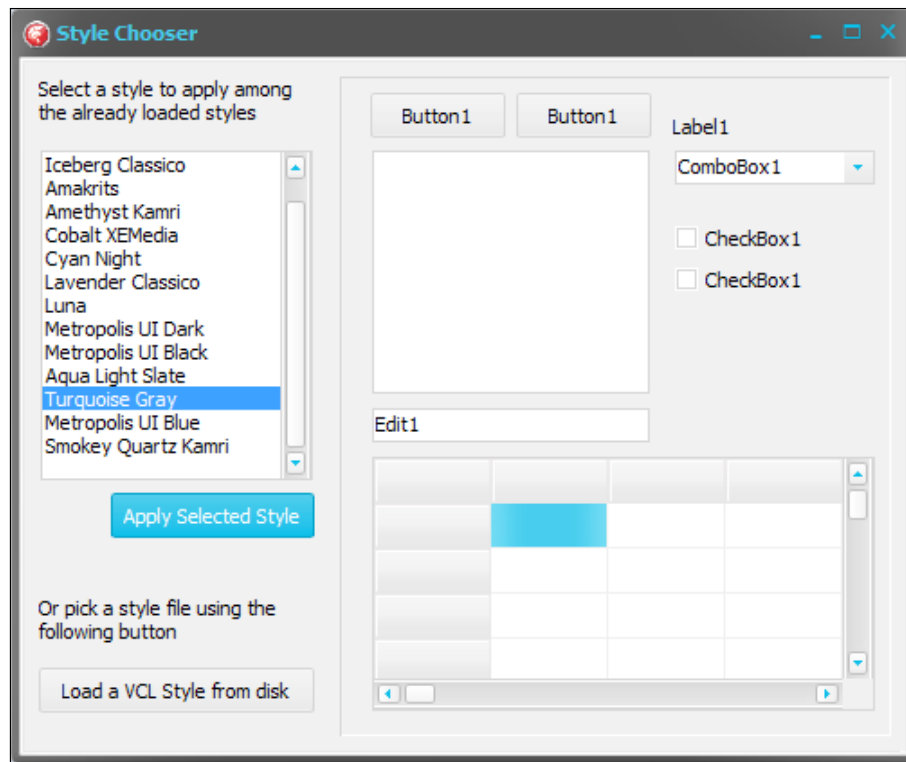 Style Chooser
Select a style to apply among
the already loaded styles
Iceberg Classico
Amakrits
Amethyst Kamri
Cobalt XEMedia
Cyan Night
Lavender Classico
Luna
Metropolis UI Dark
Metropolis UI Black
Aqua Light Slate
Turquoise Gray
Metropolis UI Blue
Smokey Quartz Kamri
Apply Selected Style
Or pick a style file using the
following button
Load a VCL Style from disk
Button1
Button1
Label1
ComboBox1
CheckBox1
CheckBox1
Edit1